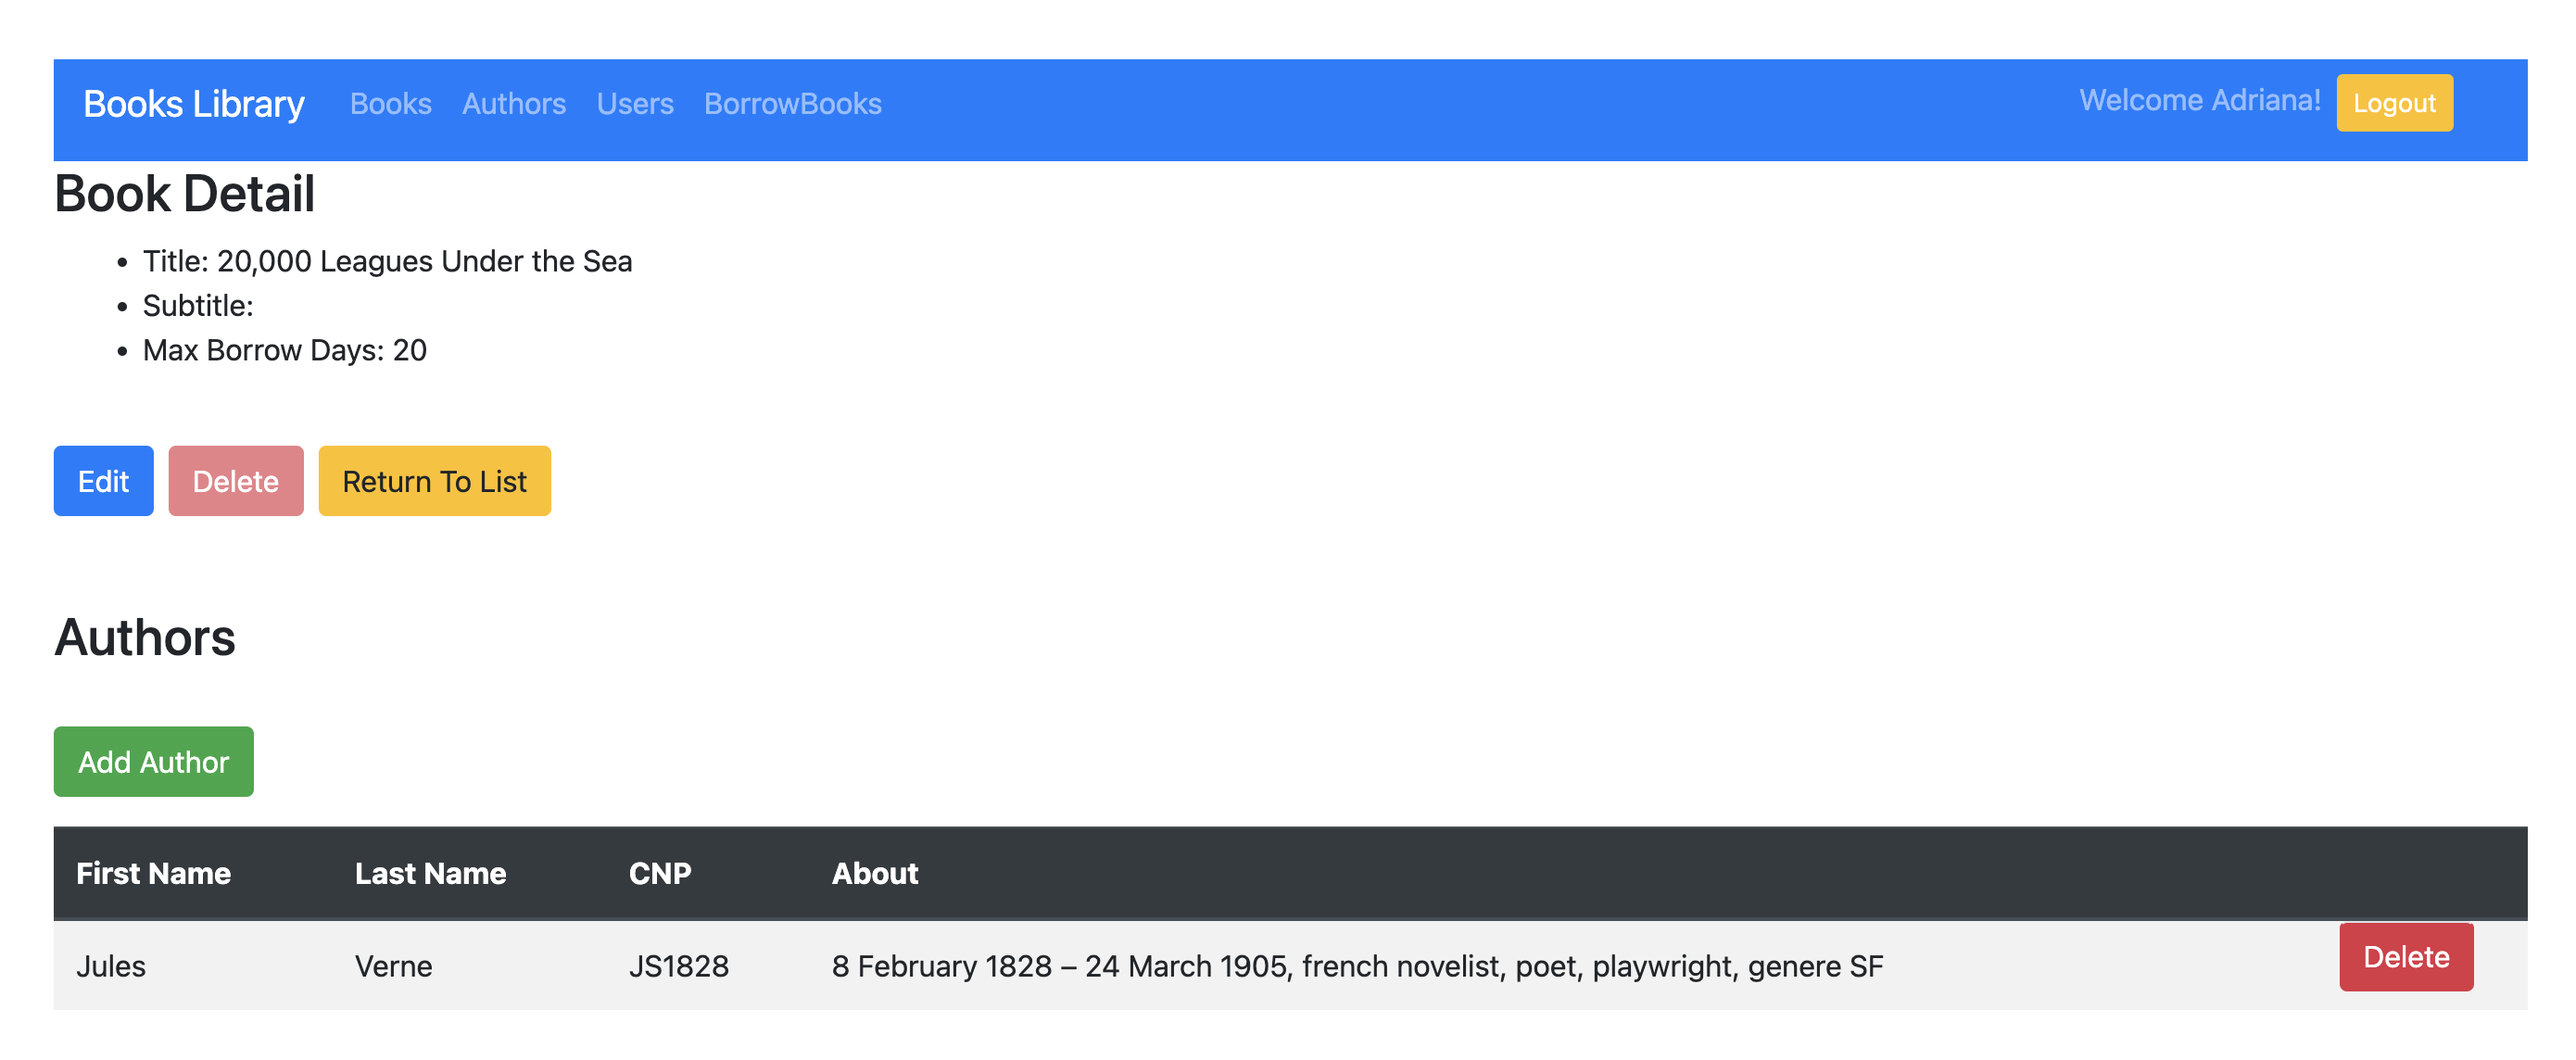 Books Library Books Authors Users BorrowBooks Welcome Adriana! Logout
Book Detail
• Title: 20,000 Leagues Under the Sea
• Subtitle:
• Max Borrow Days: 20
Edit Delete Return To List
Authors
Add Author
First Name Last Name CNP About
Jules Verne JS1828 8 February 1828 – 24 March 1905, french novelist, poet, playwright, genere SF Delete